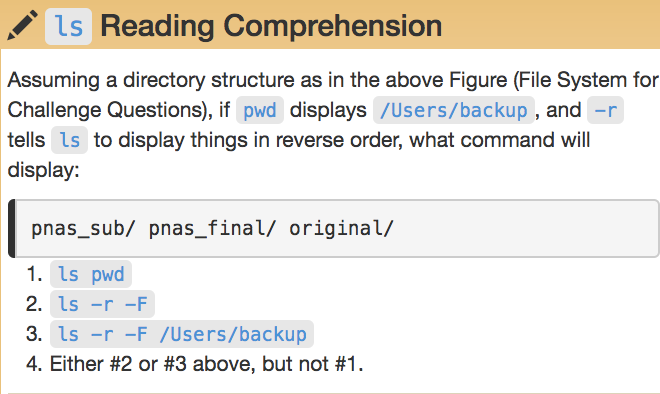 ls Reading Comprehension
Assuming a directory structure as in the above Figure (File System for
Challenge Questions), if pwd displays /Users/backup, and -r
tells ls to display things in reverse order, what command will
display:
pnas_sub/ pnas_final/ original/
1. ls pwd
2. ls -r -F
3. ls -r -F /Users/backup
4. Either #2 or #3 above, but not #1.